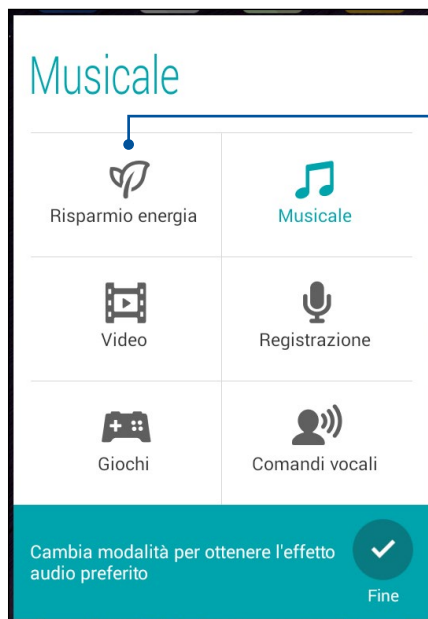 Musicale
Risparmio energia
Musicale
Video
Registrazione
Giochi
Comandi vocali
Cambia modalità per ottenere l'effetto
audio preferito
Fine